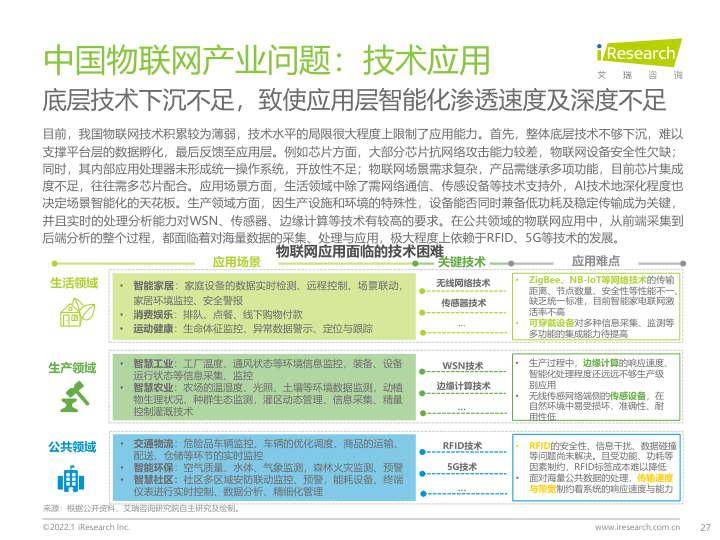 中国物联网产业问题：技术应用
iResearch
艾 瑞 咨 询
底层技术下沉不足，致使应用层智能化渗透速度及深度不足
目前，我国物联网技术积累较为薄弱，技术水平的局限很大程度上限制了应用能力。首先，整体底层技术不够下沉，难以
支撑平台层的数据孵化，最后反馈至应用层。例如芯片方面，大部分芯片抗网络攻击能力较差，物联网设备安全性欠缺；
同时，其内部应用处理器未形成统一操作系统，开放性不足；物联网场景需求复杂，产品需继承多项功能，目前芯片集成
度不足，往往需多芯片配合。应用场景方面，生活领域中除了需网络通信、传感设备等技术支持外，AI技术地深化程度也
决定场景智能化的天花板。生产领域方面，因生产设施和环境的特殊性，设备能否同时兼备低功耗及稳定传输成为关键，
并且实时的处理分析能力对WSN、传感器、边缘计算等技术有较高的要求。在公共领域的物联网应用中，从前端采集到
后端分析的整个过程，都面临着对海量数据的采集、处理与应用，极大程度上依赖于RFID、5G等技术的发展。
物联网应用面临的技术困难
应用场景
关键技术
应用难点
生活领域
• 智能家居：家庭设备的数据实时检测、远程控制、场景联动，
家居环境监控、安全警报
• 消费娱乐：排队、点餐、线下购物付款
• 运动健康：生命体征监控、异常数据警示、定位与跟踪
无线网络技术
传感器技术
...
• ZigBee、NB-IoT等网络技术的传输
距离、节点数量、安全性等性能不一、
缺乏统一标准，目前智能家电联网激
活率不高
• 可穿戴设备对多种信息采集、监测等
多功能的集成能力待提高
生产领域
• 智慧工业：工厂温度、通风状态等环境信息监控，装备、设备
运行状态等信息采集、监控
• 智慧农业：农场的温湿度、光照、土壤等环境数据监测，动植
物生理状况、种群生态监测，灌区动态管理、信息采集、精量
控制灌溉技术
WSN技术
边缘计算技术
...
• 生产过程中，边缘计算的响应速度、
智能化处理程度还远远不够生产级
别应用
• 无线传感网络端侧的传感设备，在
自然环境中易受损坏，准确性、耐
用性低
公共领域
• 交通物流：危险品车辆监控、车辆的优化调度、商品的运输、
配送、仓储等环节的实时监控
• 智能环保：空气质量、水体、气象监测，森林火灾监测、预警
• 智慧社区：社区多区域安防联动监控、预警，能耗设备、终端
仪表进行实时控制、数据分析、精细化管理
RFID技术
5G技术
...
• RFID的安全性、信息干扰、数据碰撞
等问题尚未解决。且受功能、功耗等
因素制约，RFID标签成本难以降低
• 面对海量公共数据的处理，传输速度
与带宽制约着系统的响应速度与能力
来源：根据公开资料，艾瑞咨询研究院自主研究及绘制。
©2022.1 iResearch Inc.
www.iresearch.com.cn
27